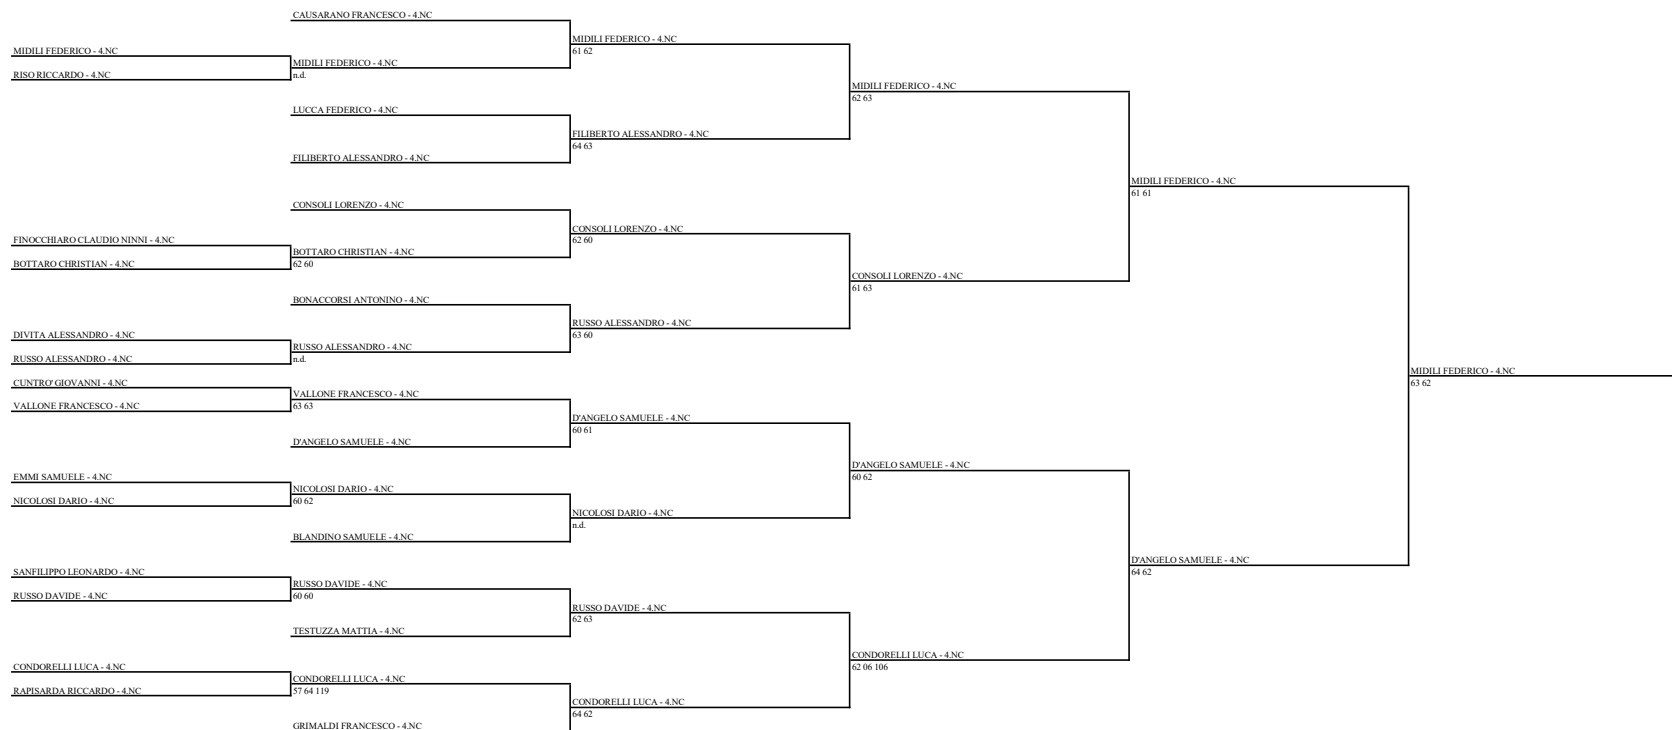 CAUSARANO FRANCESCO - 4.NC
MIDILI FEDERICO - 4.NC
61 62
MIDILI FEDERICO - 4.NC
MIDILI FEDERICO - 4.NC
n.d.
RISO RICCARDO - 4.NC
MIDILI FEDERICO - 4.NC
62 63
LUCCA FEDERICO - 4.NC
FILIBERTO ALESSANDRO - 4.NC
64 63
FILIBERTO ALESSANDRO - 4.NC
MIDILI FEDERICO - 4.NC
61 61
CONSOLI LORENZO - 4.NC
CONSOLI LORENZO - 4.NC
62 60
FINOCCHIARO CLAUDIO NINNI - 4.NC
BOTTARO CHRISTIAN - 4.NC
62 60
BOTTARO CHRISTIAN - 4.NC
CONSOLI LORENZO - 4.NC
61 63
BONACCORSI ANTONINO - 4.NC
RUSSO ALESSANDRO - 4.NC
63 60
DIVITA ALESSANDRO - 4.NC
RUSSO ALESSANDRO - 4.NC
n.d.
RUSSO ALESSANDRO - 4.NC
MIDILI FEDERICO - 4.NC
63 62
CUNTRO' GIOVANNI - 4.NC
VALLONE FRANCESCO - 4.NC
63 63
VALLONE FRANCESCO - 4.NC
D'ANGELO SAMUELE - 4.NC
60 61
D'ANGELO SAMUELE - 4.NC
D'ANGELO SAMUELE - 4.NC
60 62
EMMI SAMUELE - 4.NC
NICOLOSI DARIO - 4.NC
60 62
NICOLOSI DARIO - 4.NC
NICOLOSI DARIO - 4.NC
n.d.
BLANDINO SAMUELE - 4.NC
D'ANGELO SAMUELE - 4.NC
64 62
SANFILIPPO LEONARDO - 4.NC
RUSSO DAVIDE - 4.NC
60 60
RUSSO DAVIDE - 4.NC
RUSSO DAVIDE - 4.NC
62 63
TESTUZZA MATTIA - 4.NC
CONDORELLI LUCA - 4.NC
62 06 106
CONDORELLI LUCA - 4.NC
CONDORELLI LUCA - 4.NC
57 64 119
RAPISARDA RICCARDO - 4.NC
CONDORELLI LUCA - 4.NC
64 62
GRIMALDI FRANCESCO - 4.NC